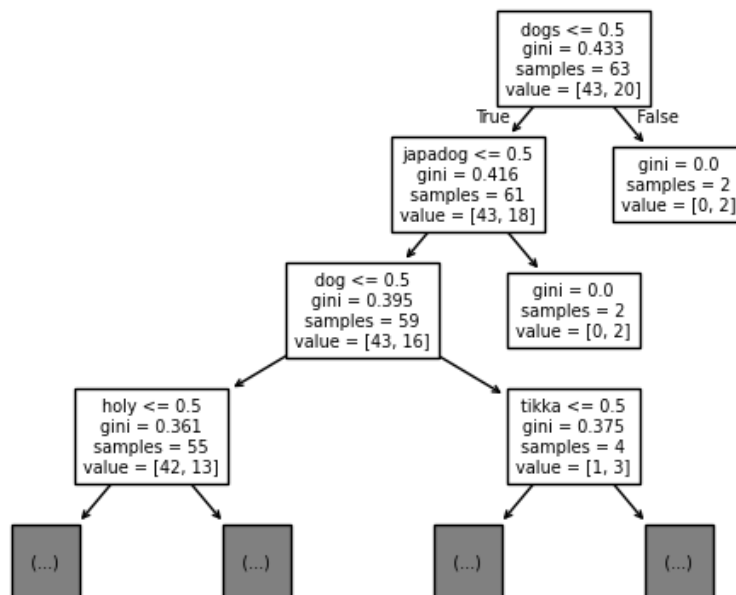 dogs <= 0.5
gini = 0.433
samples = 63
value = [43, 20]
True
False
japadog <= 0.5
gini = 0.416
samples = 61
value = [43, 18]
gini = 0.0
samples = 2
value = [0, 2]
dog <= 0.5
gini = 0.395
samples = 59
value = [43, 16]
gini = 0.0
samples = 2
value = [0, 2]
holy <= 0.5
gini = 0.361
samples = 55
value = [42, 13]
tikka <= 0.5
gini = 0.375
samples = 4
value = [1, 3]
(...)
(...)
(...)
(...)